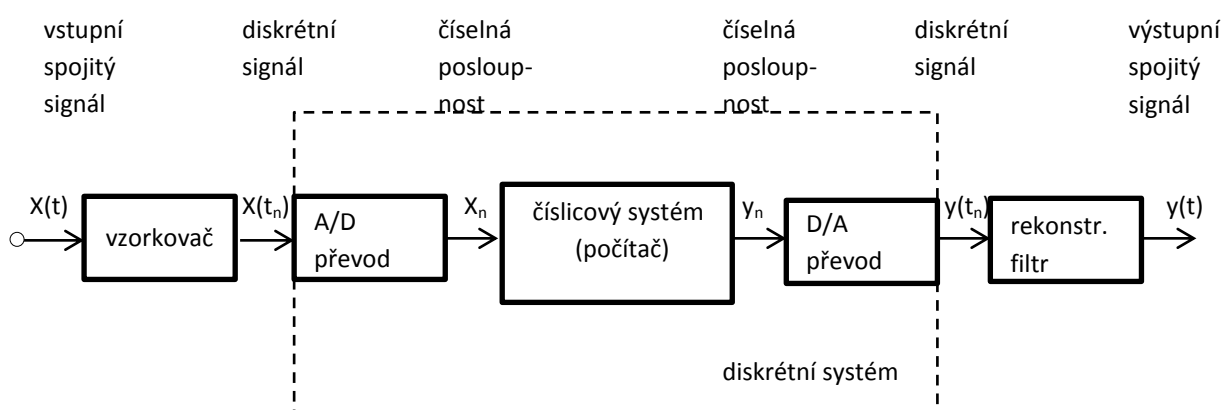 vstupní
spojitý
signál
diskrétní
signál
číselná
posloup-
nost
číselná
posloup-
nost
diskrétní
signál
výstupní
spojitý
signál
X(t)
vzorkovač
X(tn)
A/D
převod
Xn
číslicový systém
(počítač)
yn
D/A
převod
y(tn)
rekonstr.
filtr
y(t)
diskrétní systém